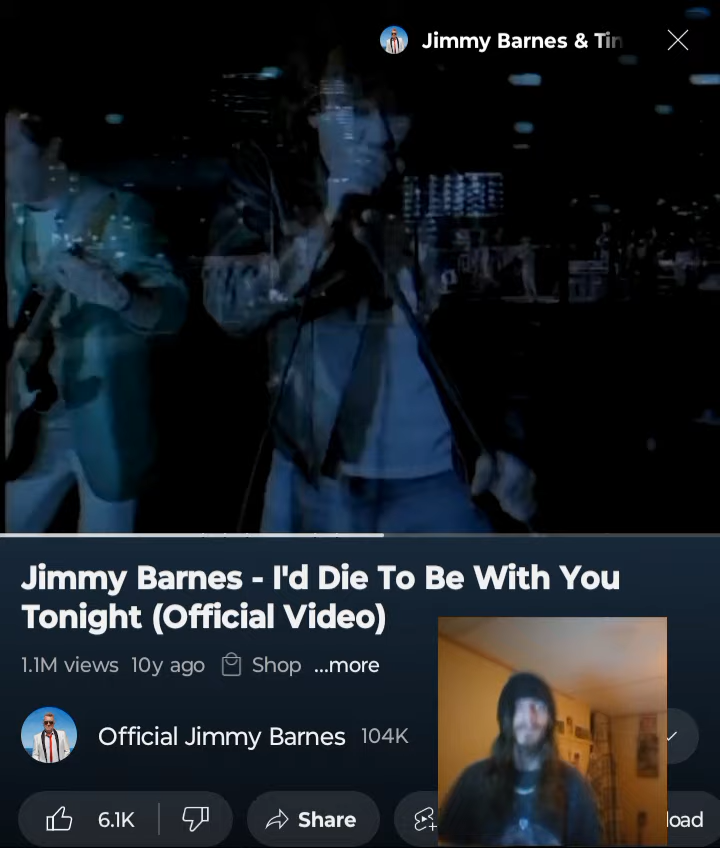 Jimmy Barnes & Tin
Jimmy Barnes - I'd Die To Be With You
Tonight (Official Video)
1.1M views 10y ago Shop ...more
Official Jimmy Barnes 104K
6.1K Share load